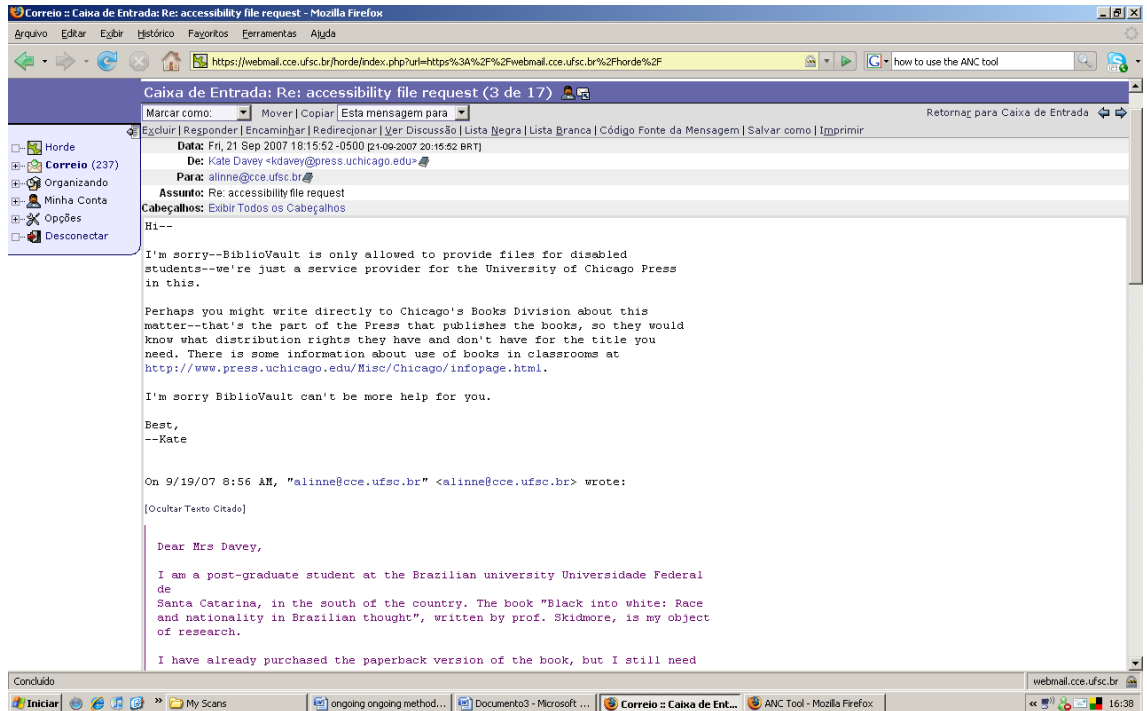 Correio :: Caixa de Entrada: Re: accessibility file request - Mozilla Firefox
Arquivo Editar Exibir Histórico Favoritos Ferramentas Ajuda
https://webmail.cce.ufsc.br/horde/index.php?url=https%3A%2F%2Fwebmail.cce.ufsc.br%2Fhorde%2F
how to use the ANC tool
Caixa de Entrada: Re: accessibility file request (3 de 17)
Marcar como: Mover | Copiar Esta mensagem para Retornar para Caixa de Entrada
Excluir | Responder | Encaminhar | Redirecionar | Ver Discussão | Lista Negra | Lista Branca | Código Fonte da Mensagem | Salvar como | Imprimir
Horde
Correio (237)
Organizando
Minha Conta
Opções
Desconectar
Data: Fri, 21 Sep 2007 18:15:52 -0500 [21-09-2007 20:15:52 BRT]
De: Kate Davey <kdavey@press.uchicago.edu>
Para: alinne@cce.ufsc.br
Assunto: Re: accessibility file request
Cabeçalhos: Exibir Todos os Cabeçalhos
Hi--
I'm sorry--BiblioVault is only allowed to provide files for disabled
students--we're just a service provider for the University of Chicago Press
in this.
Perhaps you might write directly to Chicago's Books Division about this
matter--that's the part of the Press that publishes the books, so they would
know what distribution rights they have and don't have for the title you
need. There is some information about use of books in classrooms at
http://www.press.uchicago.edu/Misc/Chicago/infopage.html.
I'm sorry BiblioVault can't be more help for you.
Best,
--Kate
On 9/19/07 8:56 AM, "alinne@cce.ufsc.br" <alinne@cce.ufsc.br> wrote:
[Ocultar Texto Citado]
Dear Mrs Davey,
I am a post-graduate student at the Brazilian university Universidade Federal
de
Santa Catarina, in the south of the country. The book "Black into white: Race
and nationality in Brazilian thought", written by prof. Skidmore, is my object
of research.
I have already purchased the paperback version of the book, but I still need
Concluído
webmail.cce.ufsc.br
Iniciar
My Scans
ongoing ongoing method...
Documento3 - Microsoft ...
Correio :: Caixa de Ent...
ANC Tool - Mozilla Firefox
16:38